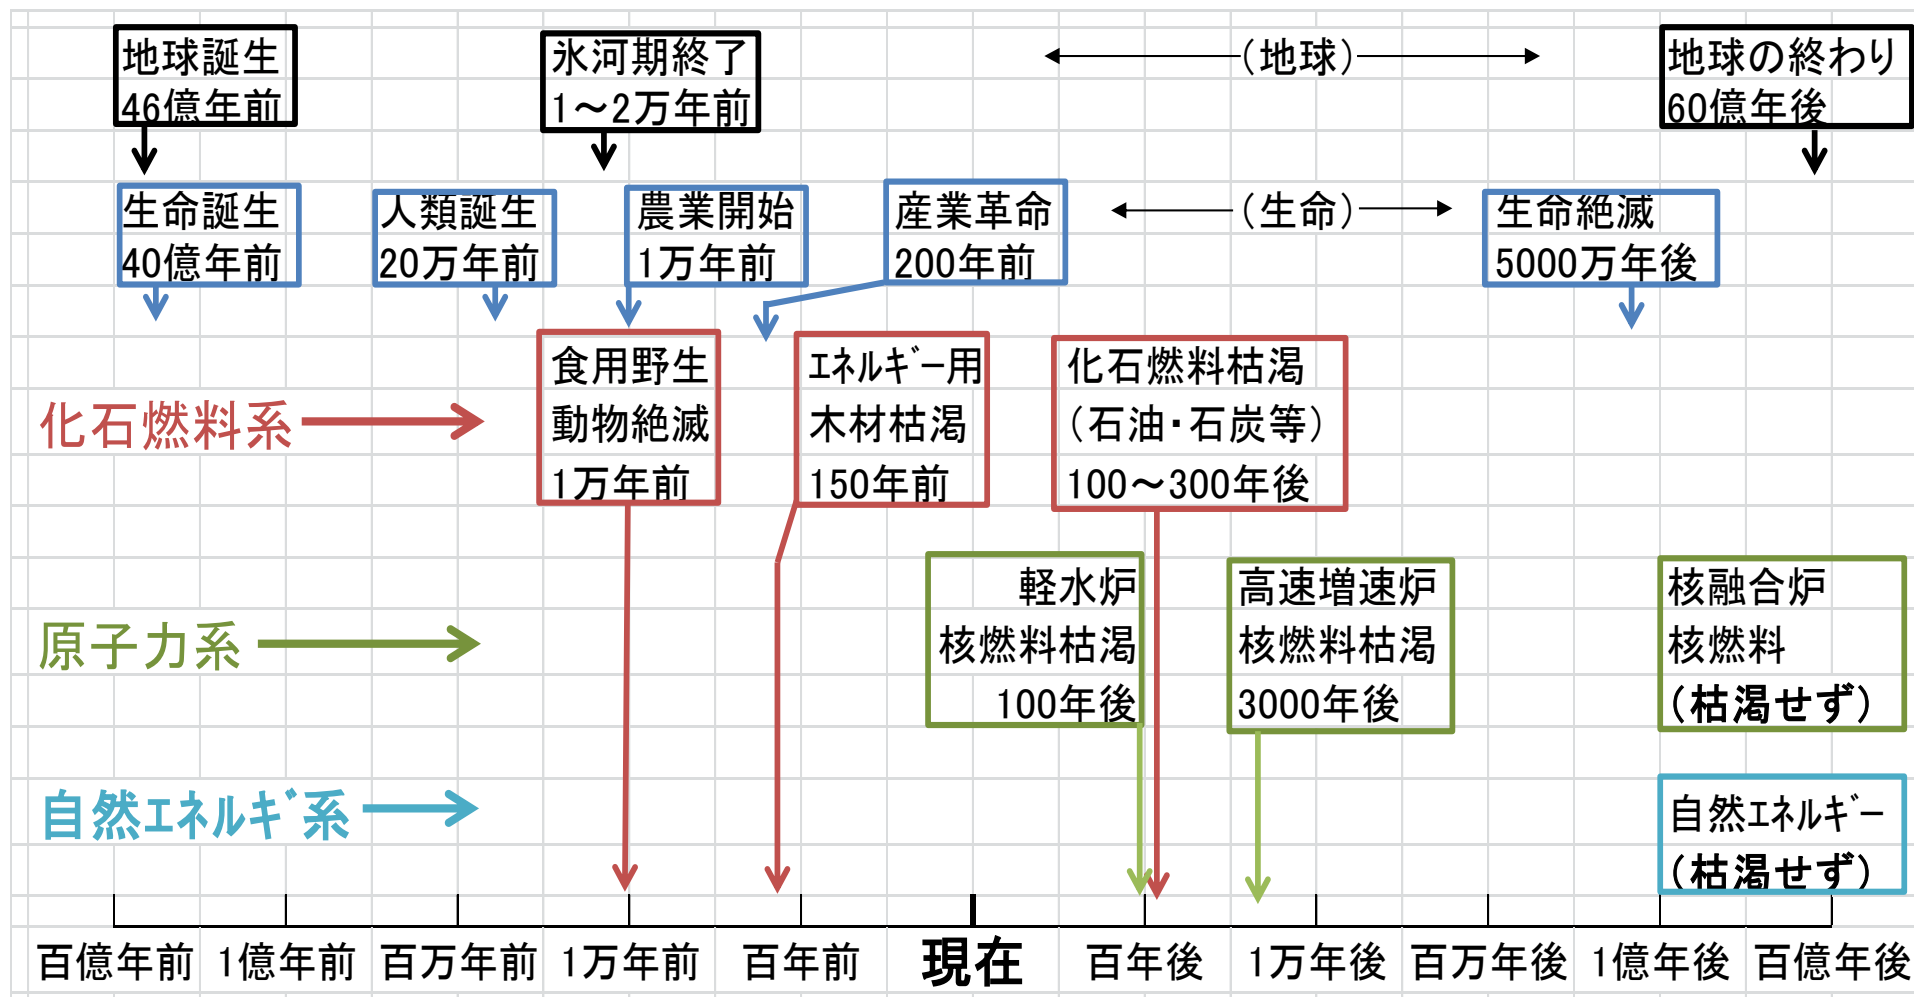 地球誕生
46億年前
氷河期終了
1～2万年前
（地球）
地球の終わり
60億年後
生命誕生
40億年前
人類誕生
20万年前
農業開始
1万年前
産業革命
200年前
（生命）
生命絶滅
5000万年後
化石燃料系
食用野生
動物絶滅
1万年前
ｴﾈﾙｷﾞｰ用
木材枯渇
150年前
化石燃料枯渇
（石油・石炭等）
100～300年後
原子力系
軽水炉
核燃料枯渇
100年後
高速増速炉
核燃料枯渇
3000年後
核融合炉
核燃料
（枯渇せず）
自然ｴﾈﾙｷﾞ系
自然ｴﾈﾙｷﾞｰ
（枯渇せず）
百億年前 1億年前 百万年前 1万年前 百年前 現在 百年後 1万年後 百万年後 1億年後 百億年後